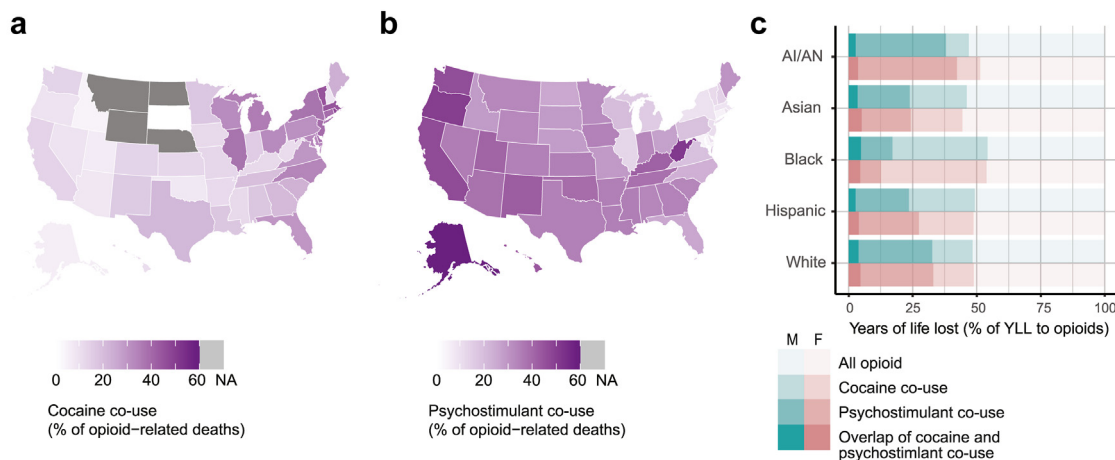 a
0 20 40 60 NA
Cocaine co-use
(% of opioid-related deaths)
b
0 20 40 60 NA
Psychostimulant co-use
(% of opioid-related deaths)
c
AI/AN
Asian
Black
Hispanic
White
0 25 50 75 100
Years of life lost (% of YLL to opioids)
M F
All opioid
Cocaine co-use
Psychostimulant co-use
Overlap of cocaine and
psychostimlant co-use